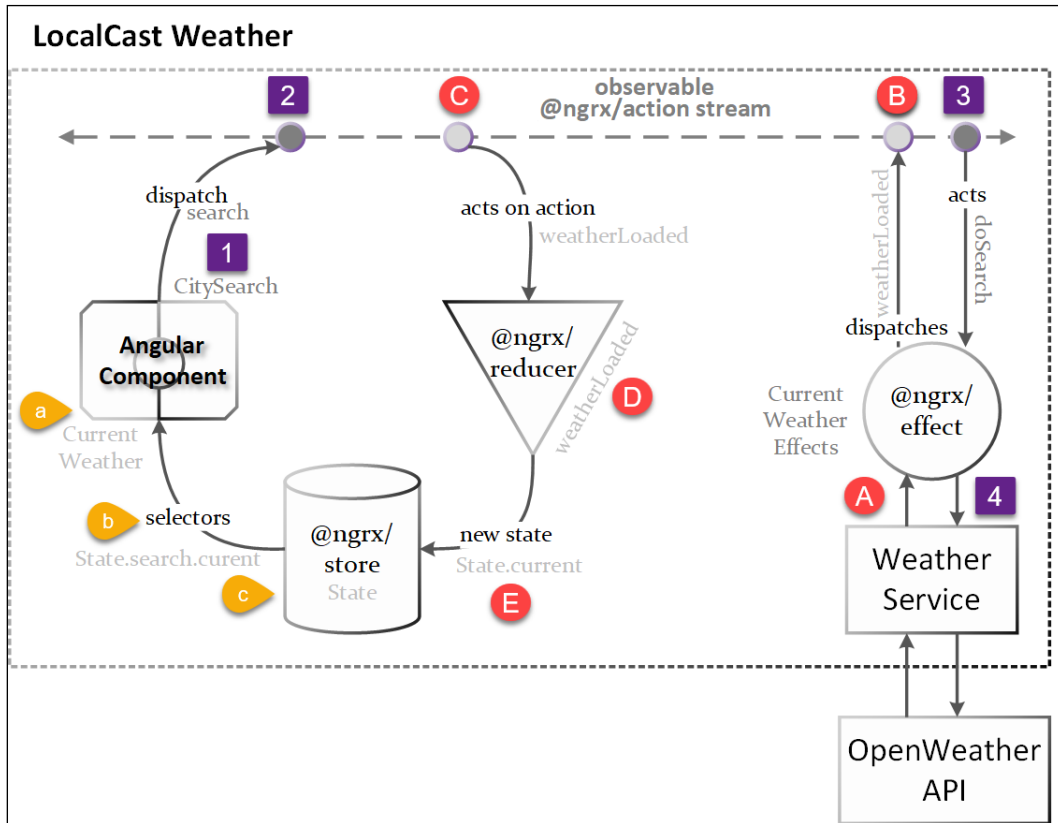 LocalCast Weather
2
C
observable
@ngrx/action stream
B
3
dispatch
search
1
CitySearch
Angular
Component
a
Current
Weather
b
selectors
State.search.curent
@ngrx/
store
State
c
acts on action
weatherLoaded
@ngrx/
reducer
weatherLoaded
D
new state
State.current
E
weatherLoaded
dispatches
acts
doSearch
Current
Weather
Effects
@ngrx/
effect
A
4
Weather
Service
OpenWeather
API